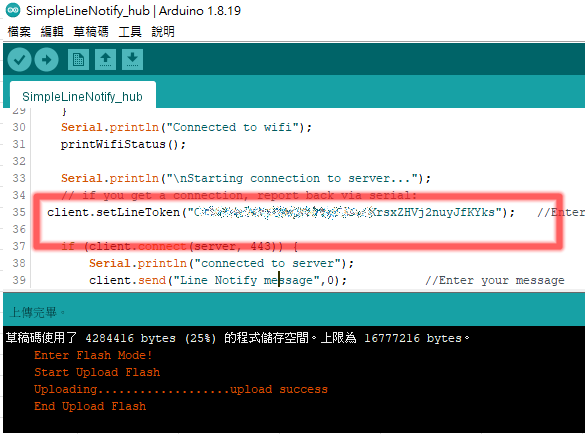 SimpleLineNotify_hub | Arduino 1.8.19
檔案 編輯 草稿碼 工具 說明
SimpleLineNotify_hub
29 }
30 Serial.println("Connected to wifi");
31 printWifiStatus();
32
33 Serial.println("\nStarting connection to server...");
34 // if you get a connection, report back via serial:
35 client.setLineToken(" "); //Enter
36
37 if (client.connect(server, 443)) {
38 Serial.println("connected to server");
39 client.send("Line Notify message",0); //Enter your message
上傳完畢。
草稿碼使用了 4284416 bytes (25%) 的程式儲存空間。上限為 16777216 bytes。
Enter Flash Mode!
Start Upload Flash
Uploading...................upload success
End Upload Flash